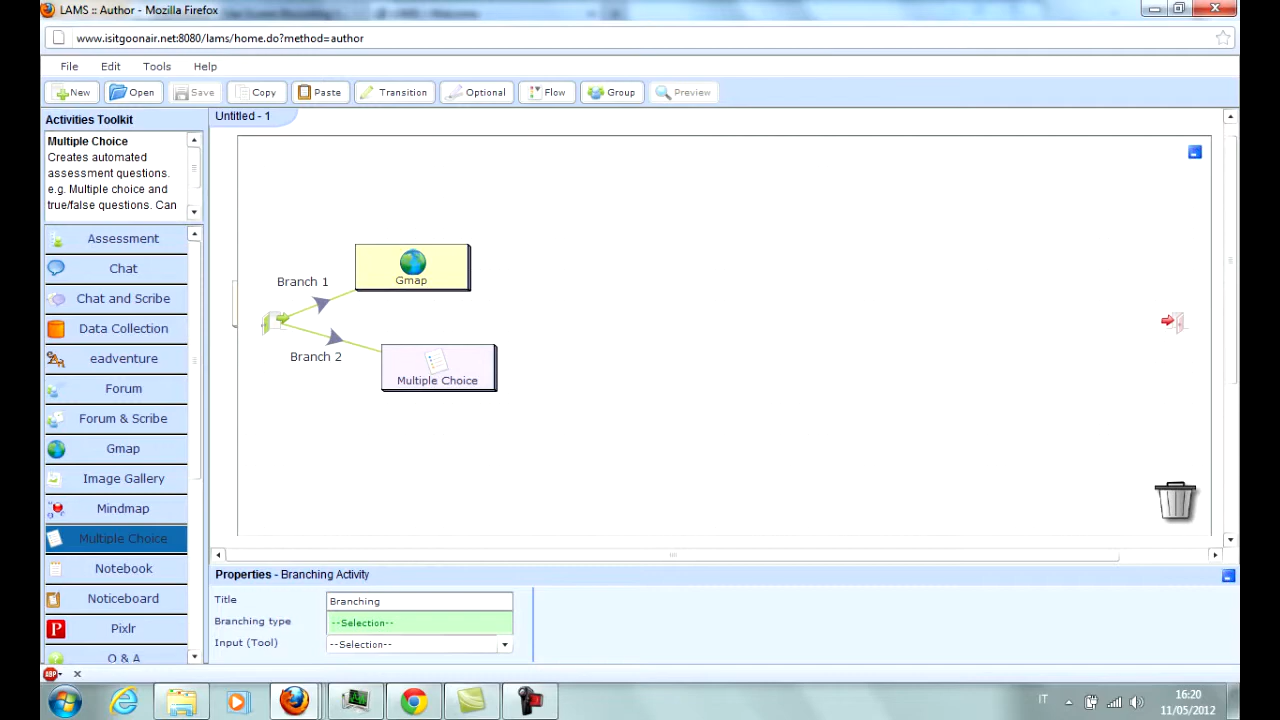 LAMS :: Author - Mozilla Firefox
www.isitgoonair.net:8080/lams/home.do?method=author
File Edit Tools Help
New Open Save Copy Paste Transition Optional Flow Group Preview
Activities Toolkit
Untitled - 1
Multiple Choice
Creates automated
assessment questions.
e.g. Multiple choice and
true/false questions. Can
Assessment
Chat
Chat and Scribe
Data Collection
eadventure
Forum
Forum & Scribe
Gmap
Image Gallery
Mindmap
Multiple Choice
Notebook
Noticeboard
Pixlr
Q & A
Branch 1
Gmap
Branch 2
Multiple Choice
Properties - Branching Activity
Title Branching
Branching type --Selection--
Input (Tool) --Selection--
ABP
IT
16:20
11/05/2012